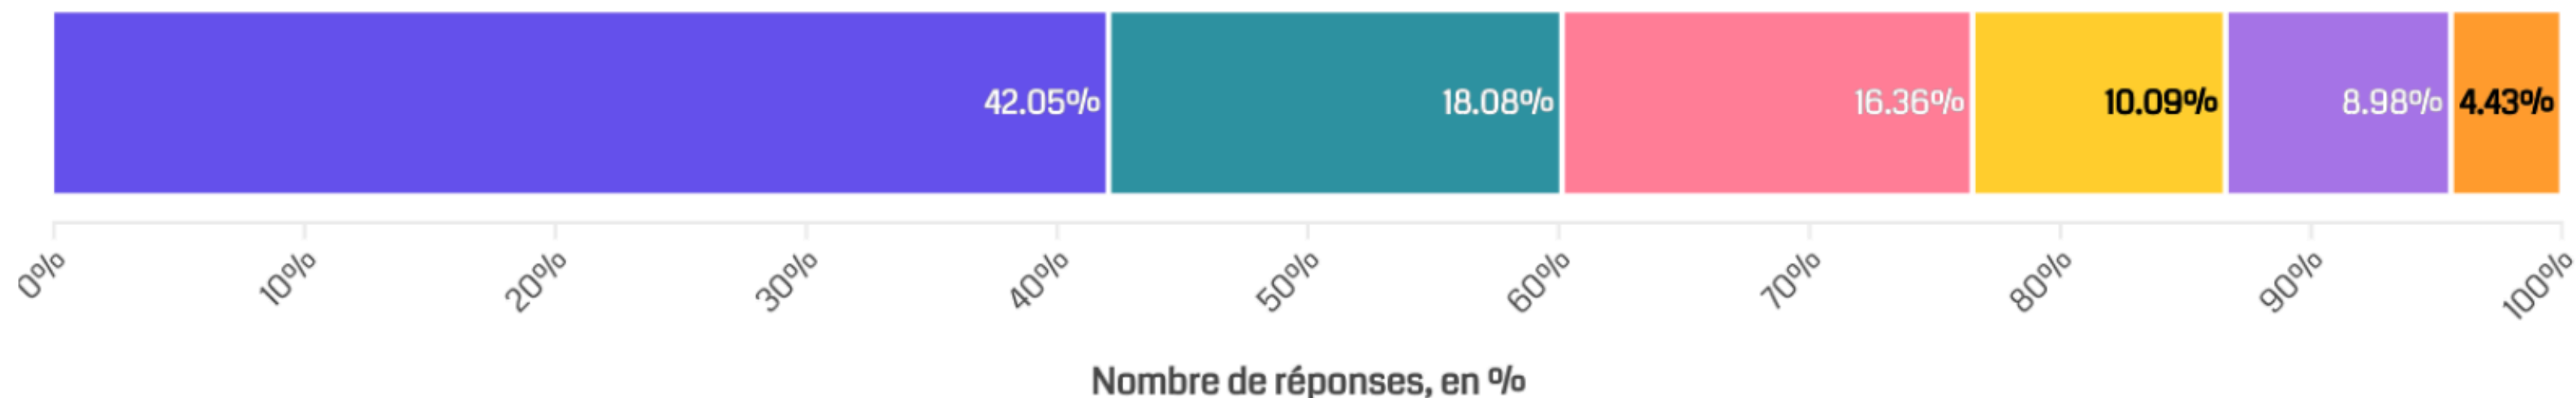 42.05% 18.08% 16.36% 10.09% 8.98% 4.43%
0% 10% 20% 30% 40% 50% 60% 70% 80% 90% 100%
Nombre de réponses, en %